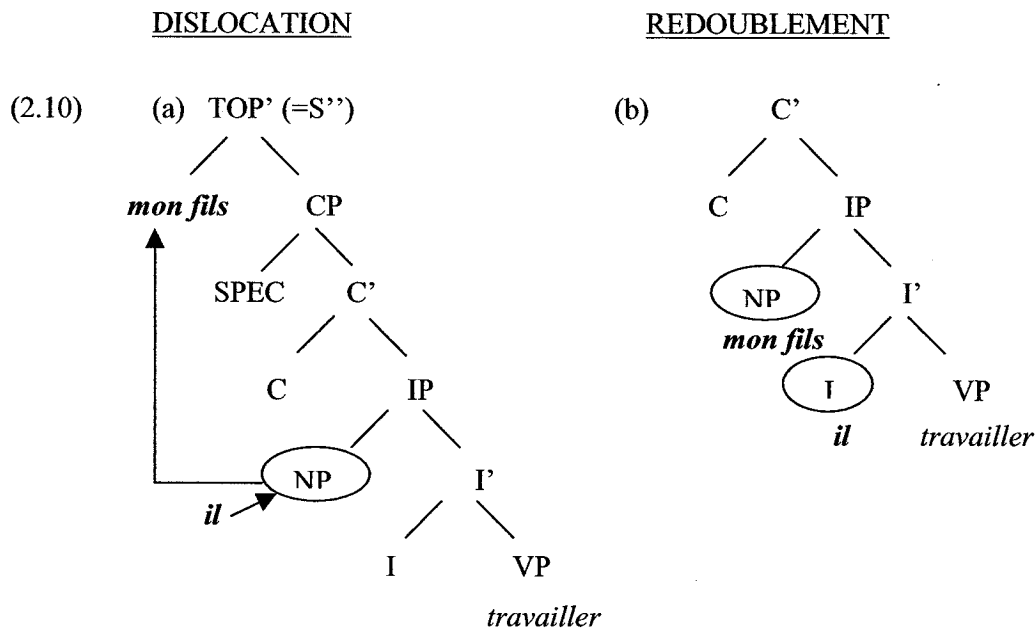 DISLOCATION REDOUBLEMENT
(2.10) (a) TOP' (=S'') (b) C'
mon fils CP C IP
SPEC C' NP I'
mon fils
C IP I VP
il travailler
NP I'
il
I VP
travailler